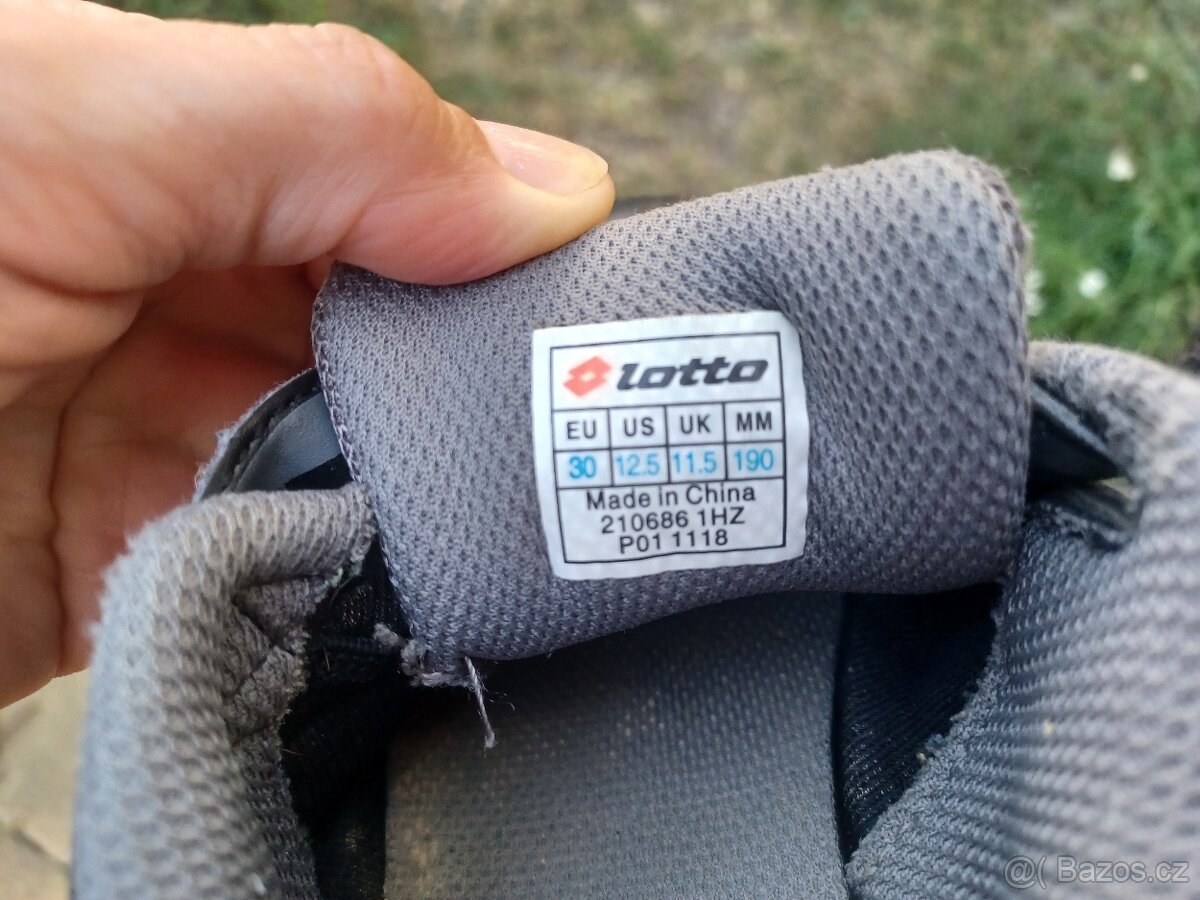 lotto
EU US UK MM
30 12.5 11.5 190
Made in China
210686 1HZ
P01 1118
Bazos.cz